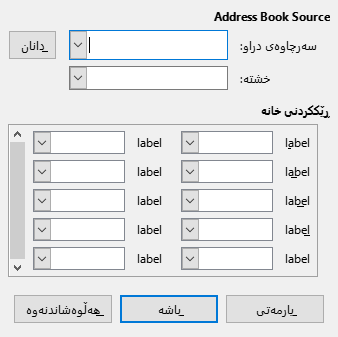 Address Book Source
سەرچاوەی دراو:
دانان
خشتە:
ڕێککردنی خانە
label label
label label
label label
label label
label label
یارمەتی باشە هەڵوەشاندنەوە